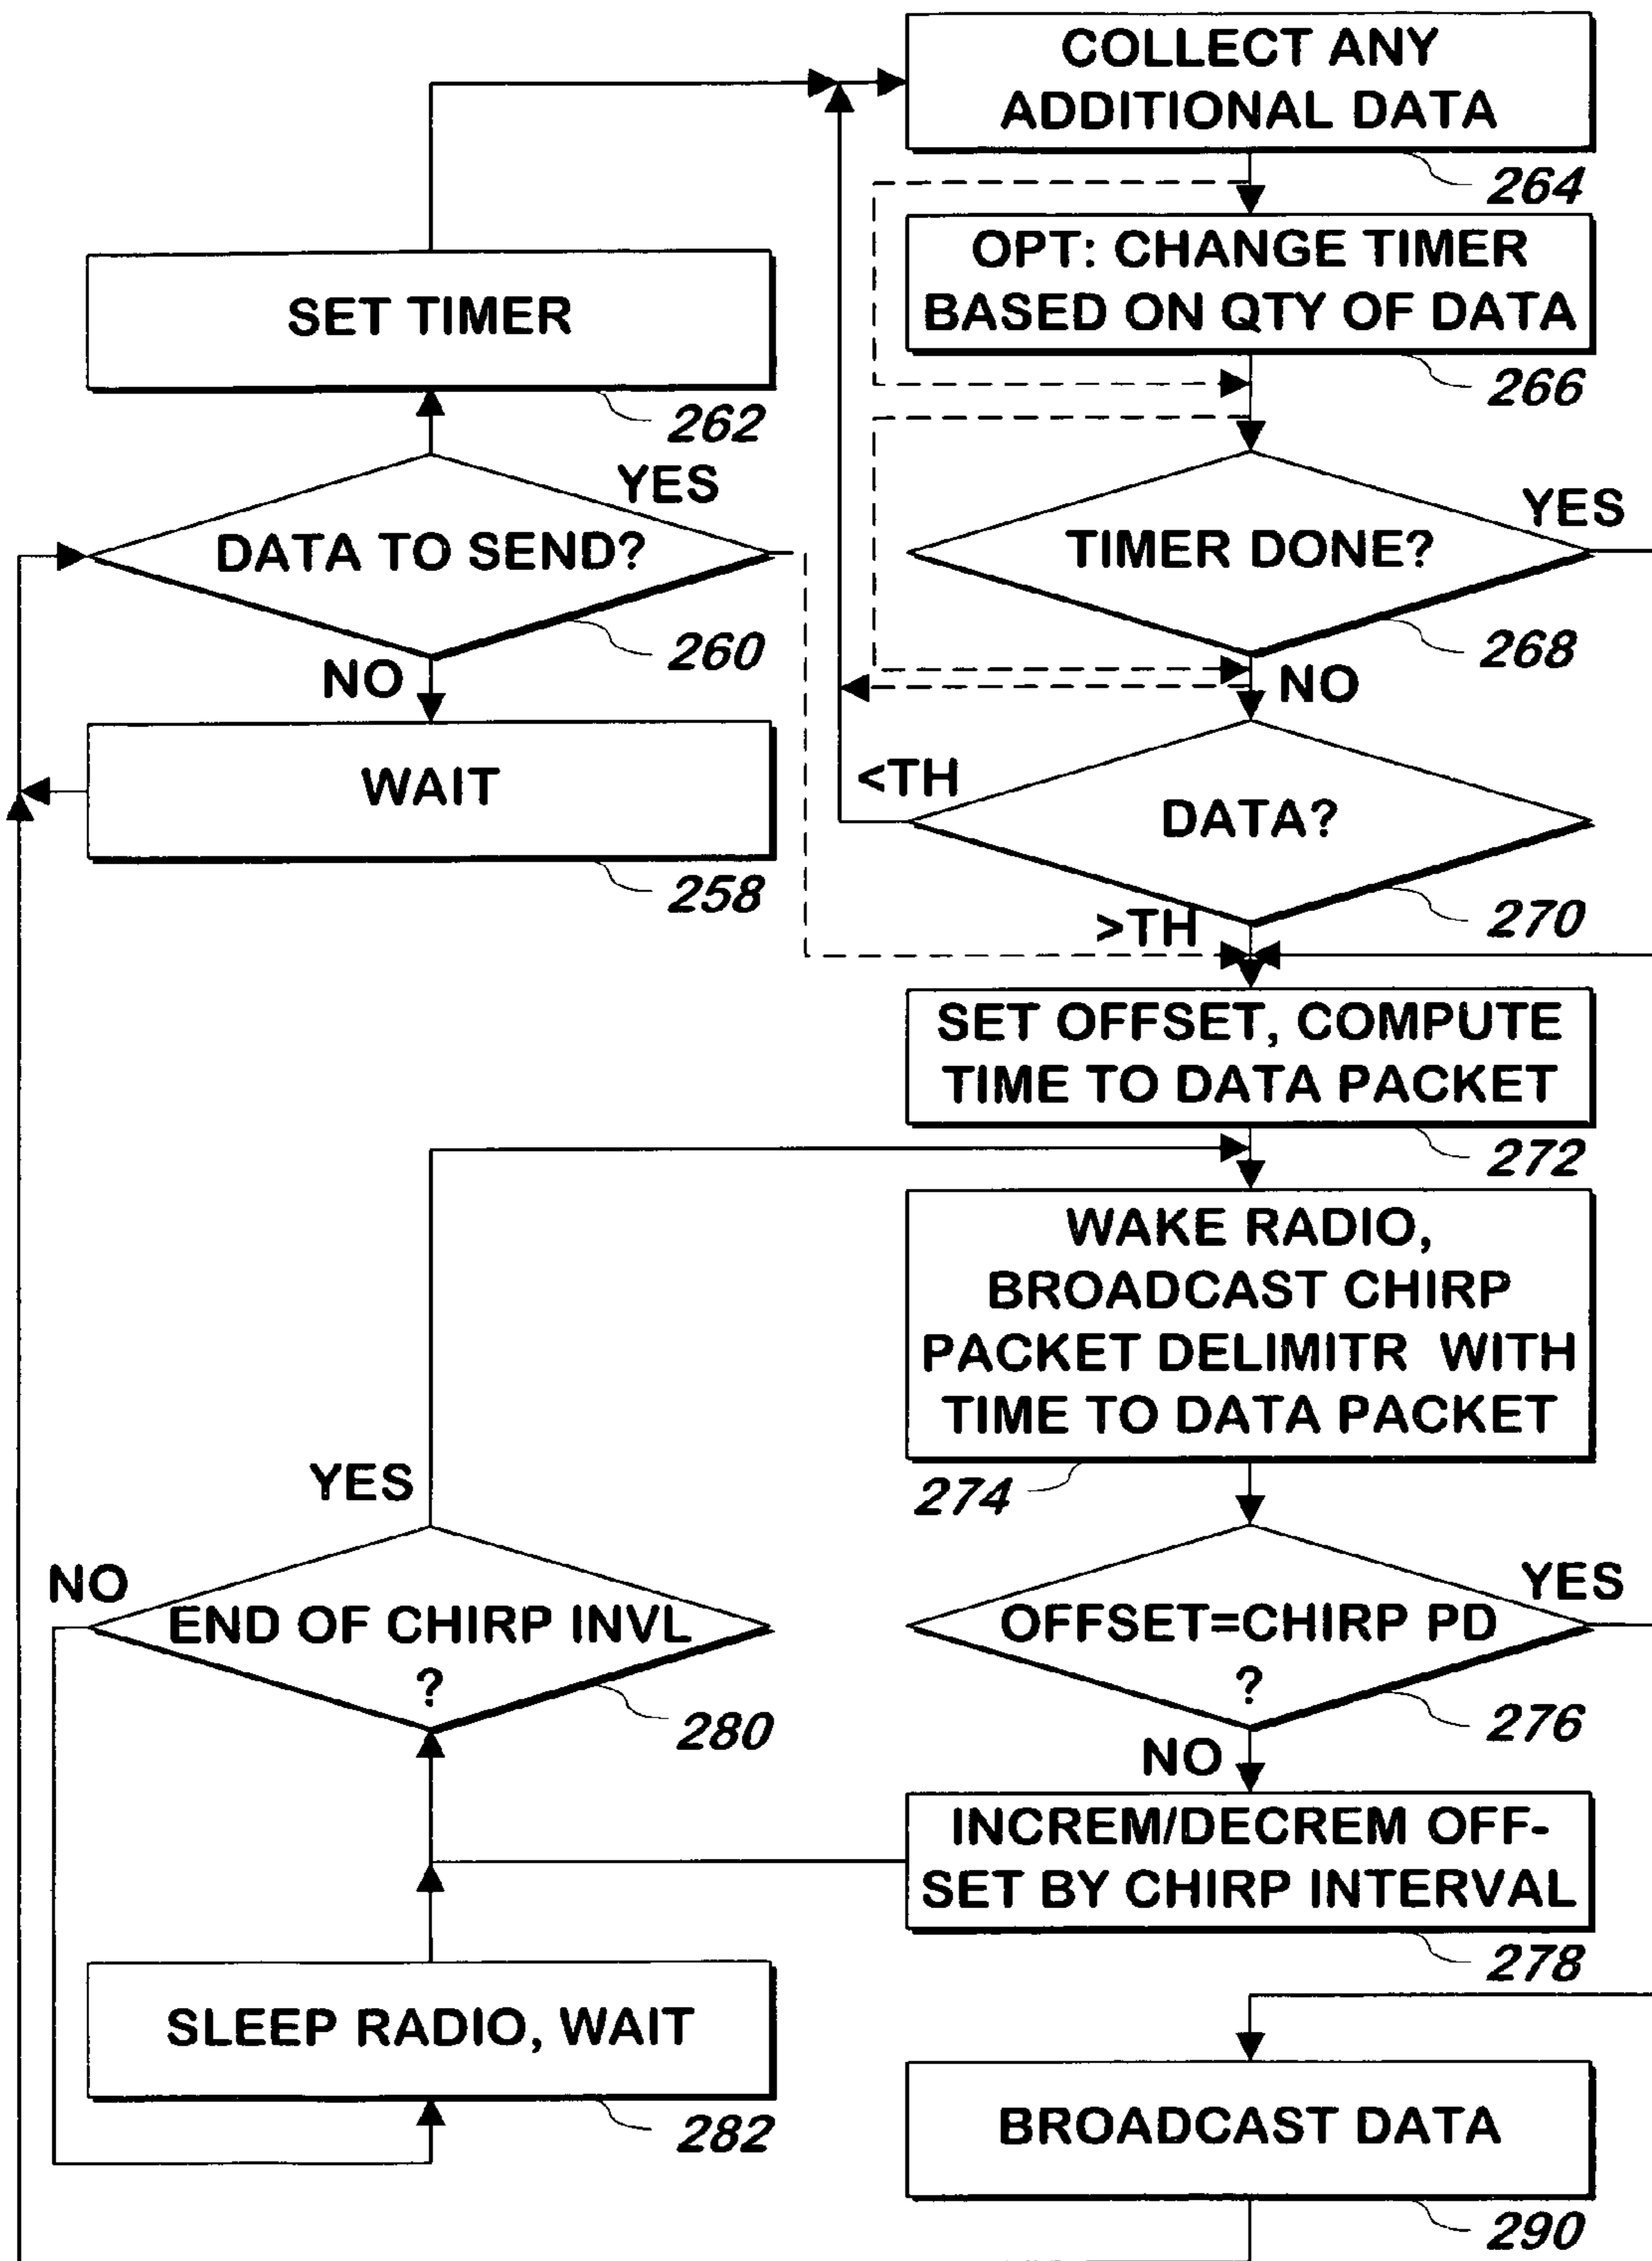 COLLECT ANY
ADDITIONAL DATA
264
OPT: CHANGE TIMER
BASED ON QTY OF DATA
266
SET TIMER
262
YES
DATA TO SEND?
260
NO
WAIT
258
YES
TIMER DONE?
268
NO
<TH
DATA?
270
>TH
SET OFFSET, COMPUTE
TIME TO DATA PACKET
272
WAKE RADIO,
BROADCAST CHIRP
PACKET DELIMITR WITH
TIME TO DATA PACKET
274
YES
NO
END OF CHIRP INVL
?
280
YES
OFFSET=CHIRP PD
?
276
NO
INCREM/DECREM OFF-
SET BY CHIRP INTERVAL
278
SLEEP RADIO, WAIT
282
BROADCAST DATA
290